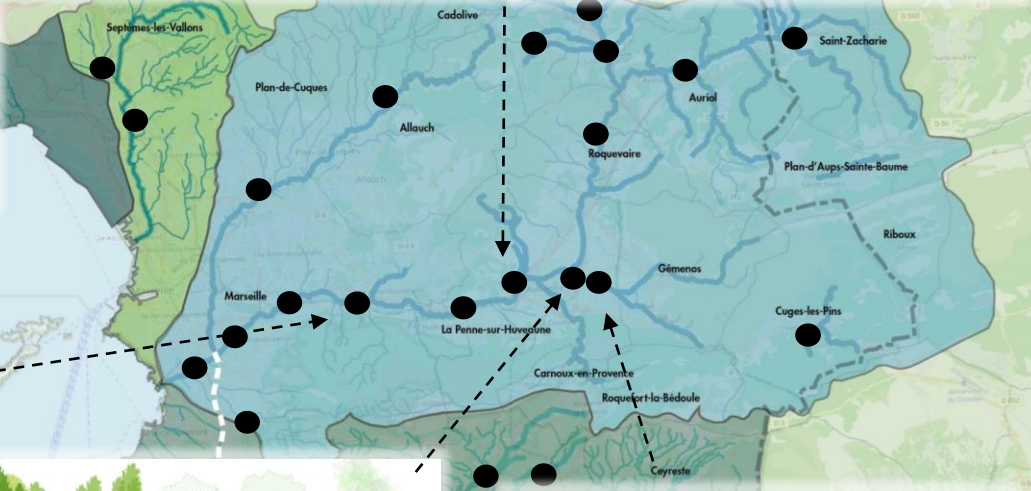 Cadolive
Septèmes-les-Vallons
Saint-Zacharie
Plan-de-Cuques
Auriol
Allauch
Roquevaire
Plan-d'Aups-Sainte-Baume
Riboux
Gémenos
Marseille
Cuges-les-Pins
La Penne-sur-Huveaune
Carnoux-en-Provence
Roquefort-la-Bédoule
Ceyreste